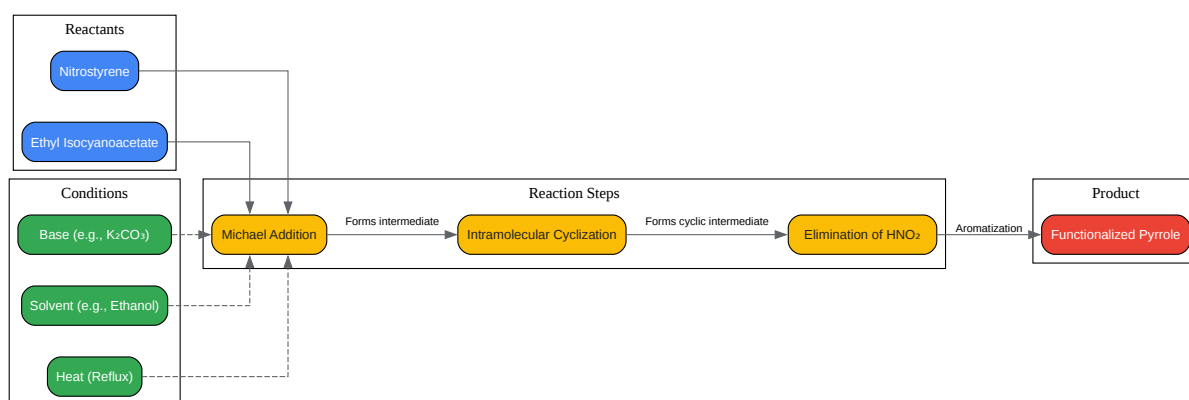 Reactants
Nitrostyrene
Ethyl Isocyanoacetate
Conditions
Base (e.g., K₂CO₃)
Solvent (e.g., Ethanol)
Heat (Reflux)
Reaction Steps
Michael Addition
Forms intermediate
Intramolecular Cyclization
Forms cyclic intermediate
Elimination of HNO₂
Aromatization
Product
Functionalized Pyrrole